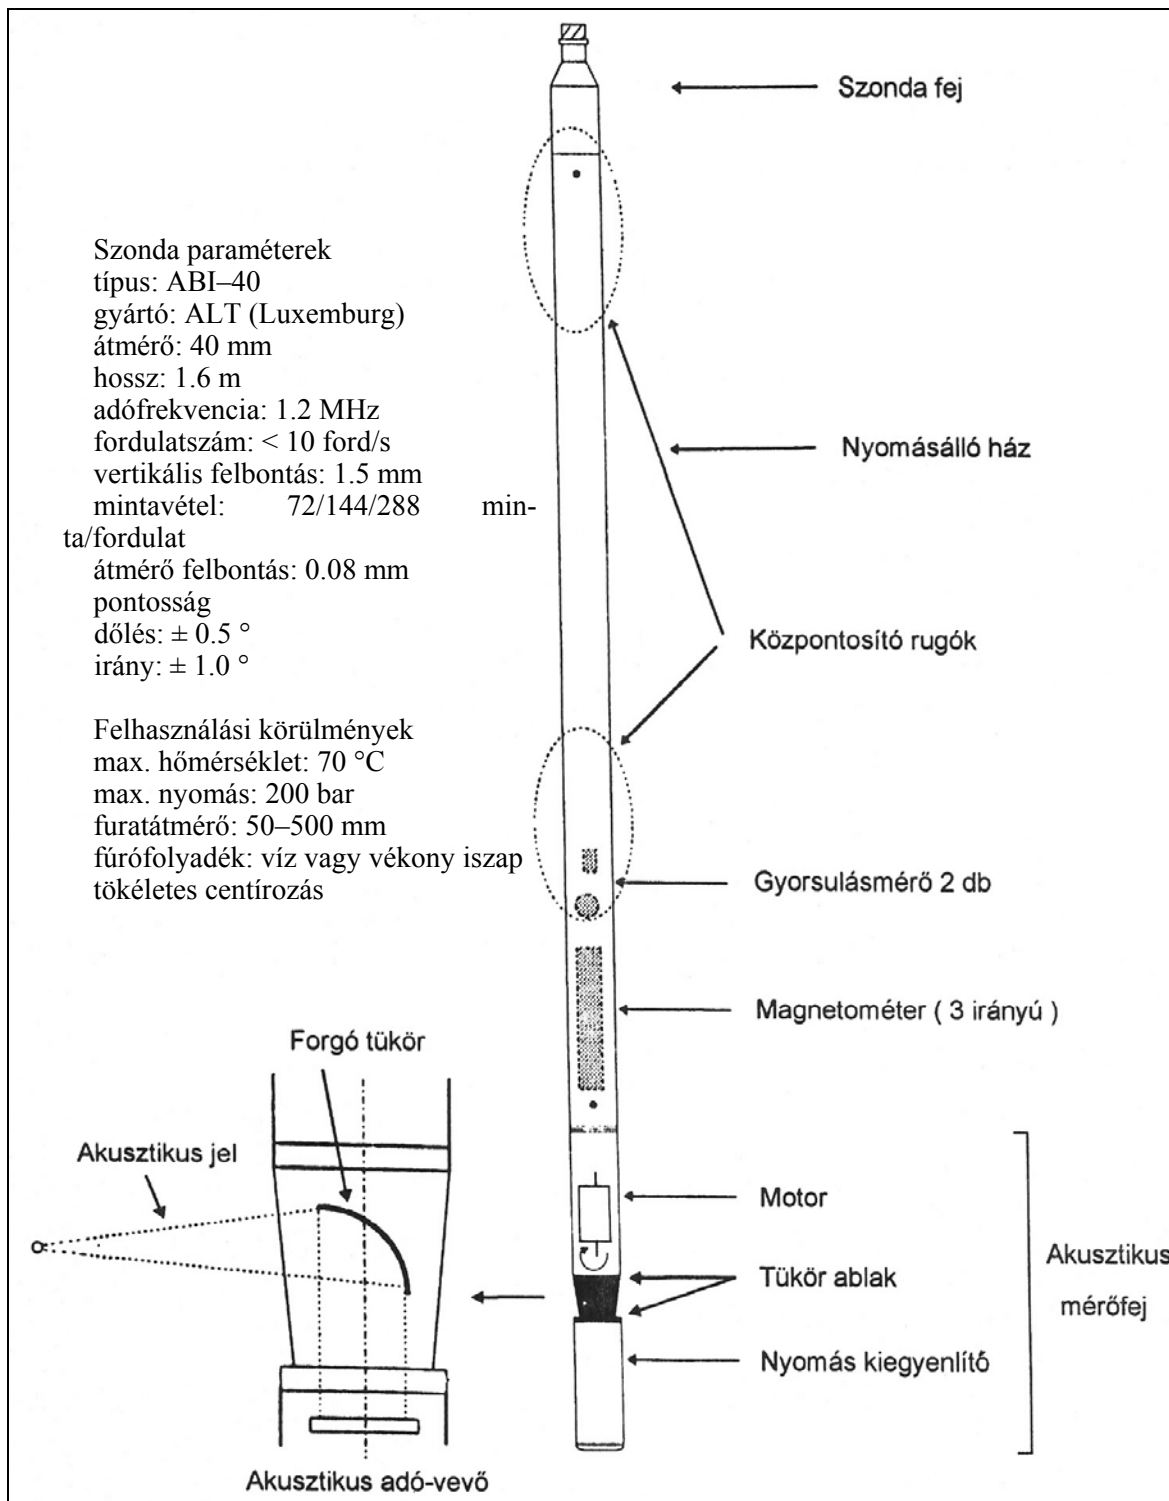 Szonda fej
Szonda paraméterek
típus: ABI–40
gyártó: ALT (Luxemburg)
átmérő: 40 mm
hossz: 1.6 m
adófrekvencia: 1.2 MHz
fordulatszám: < 10 ford/s
vertikális felbontás: 1.5 mm
mintavétel: 72/144/288 min-
ta/fordulat
átmérő felbontás: 0.08 mm
pontosság
dőlés: ± 0.5 °
irány: ± 1.0 °
Felhasználási körülmények
max. hőmérséklet: 70 °C
max. nyomás: 200 bar
furatátmérő: 50–500 mm
fúrófolyadék: víz vagy vékony iszap
tökéletes centírozás
Nyomásálló ház
Központosító rugók
Gyorsulásmérő 2 db
Magnetométer ( 3 irányú )
Forgó tükör
Akusztikus jel
Motor
Tükör ablak
Nyomás kiegyenlítő
Akusztikus
mérőfej
Akusztikus adó-vevő